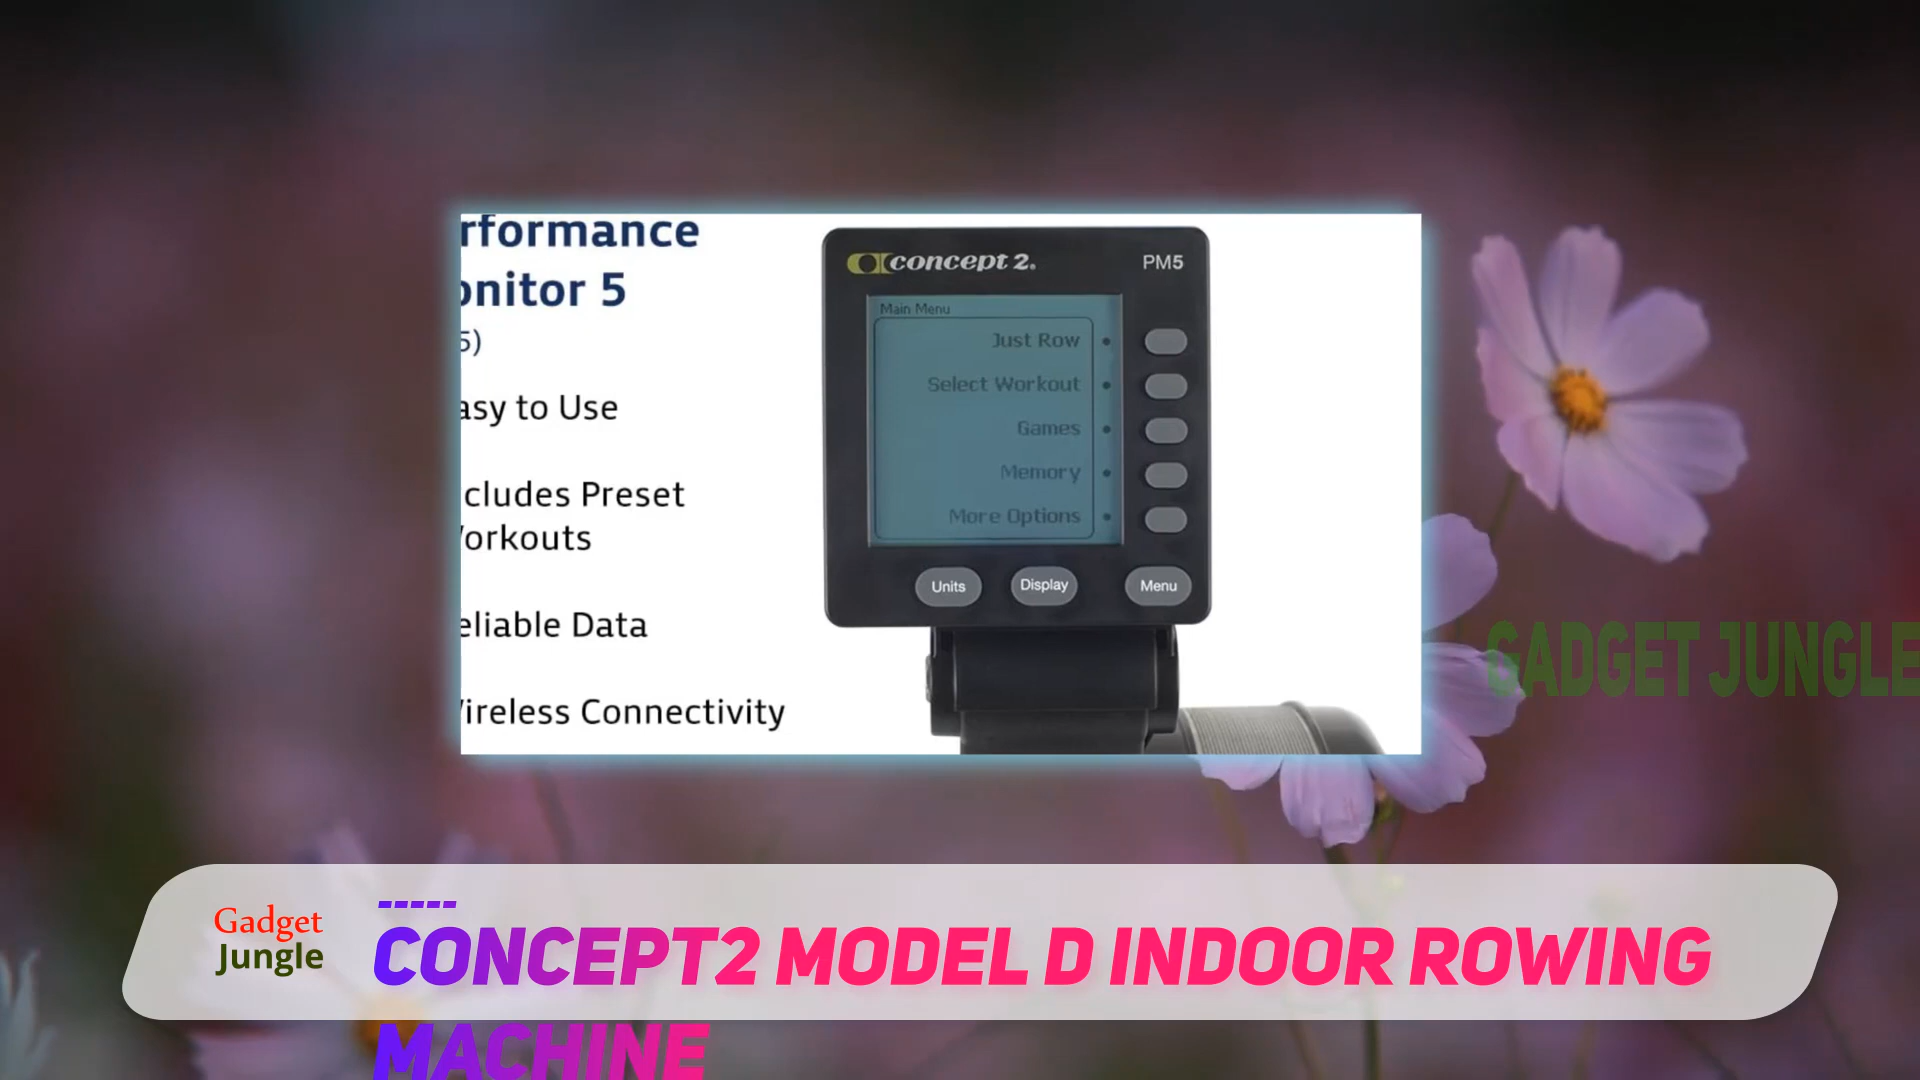 rformance
onitor 5
5)
asy to Use
cludes Preset
orkouts
eliable Data
ireless Connectivity
concept 2.
PM5
Main Menu
Just Row
Select Workout
Games
Memory
More Options
Units
Display
Menu
GADGET JUNGLE
Gadget
Jungle
CONCEPT2 MODEL D INDOOR ROWING
MACHINE